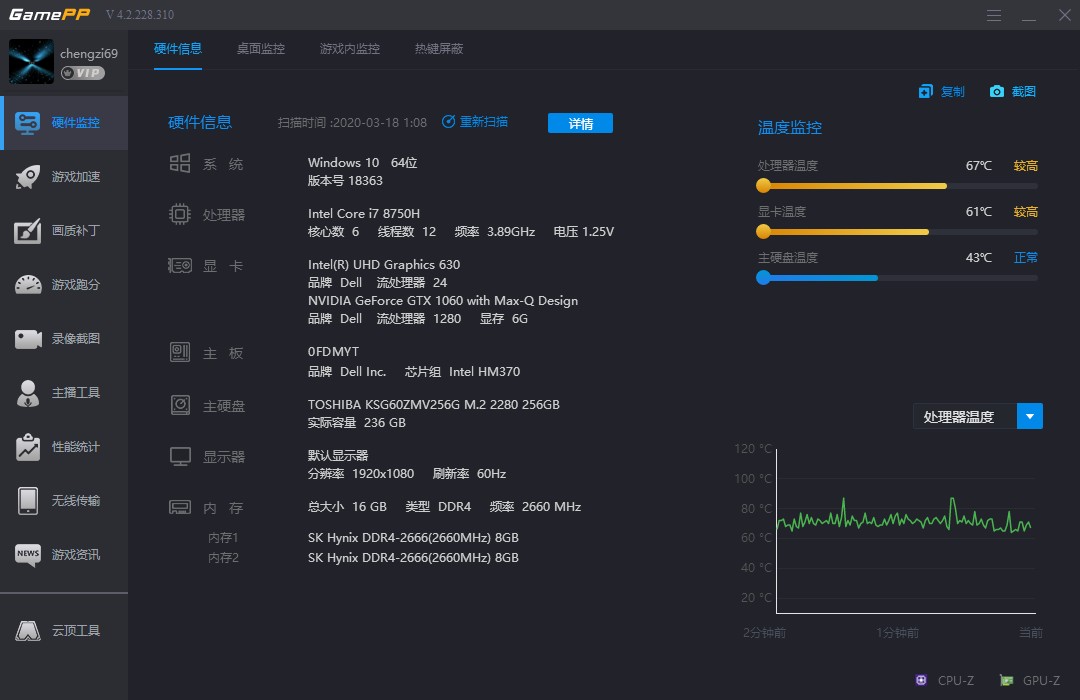 GamePP V 4.2.228.310
chengzi69
VIP
硬件监控
游戏加速
画质补丁
游戏跑分
录像截图
主播工具
性能统计
无线传输
NEWS 游戏资讯
云顶工具
硬件信息 桌面监控 游戏内监控 热键屏蔽
复制 截图
硬件信息 扫描时间 :2020-03-18 1:08 重新扫描 详情
系 统 Windows 10 64位
版本号 18363
处理器 Intel Core i7 8750H
核心数 6 线程数 12 频率 3.89GHz 电压 1.25V
显 卡 Intel(R) UHD Graphics 630
品牌 Dell 流处理器 24
NVIDIA GeForce GTX 1060 with Max-Q Design
品牌 Dell 流处理器 1280 显存 6G
主 板 0FDMYT
品牌 Dell Inc. 芯片组 Intel HM370
主硬盘 TOSHIBA KSG60ZMV256G M.2 2280 256GB
实际容量 236 GB
显示器 默认显示器
分辨率 1920x1080 刷新率 60Hz
内 存 总大小 16 GB 类型 DDR4 频率 2660 MHz
内存1 SK Hynix DDR4-2666(2660MHz) 8GB
内存2 SK Hynix DDR4-2666(2660MHz) 8GB
温度监控
处理器温度 67℃ 较高
显卡温度 61℃ 较高
主硬盘温度 43℃ 正常
处理器温度
120 °C
100 °C
80 °C
60 °C
40 °C
20 °C
2分钟前 1分钟前 当前
CPU-Z GPU-Z